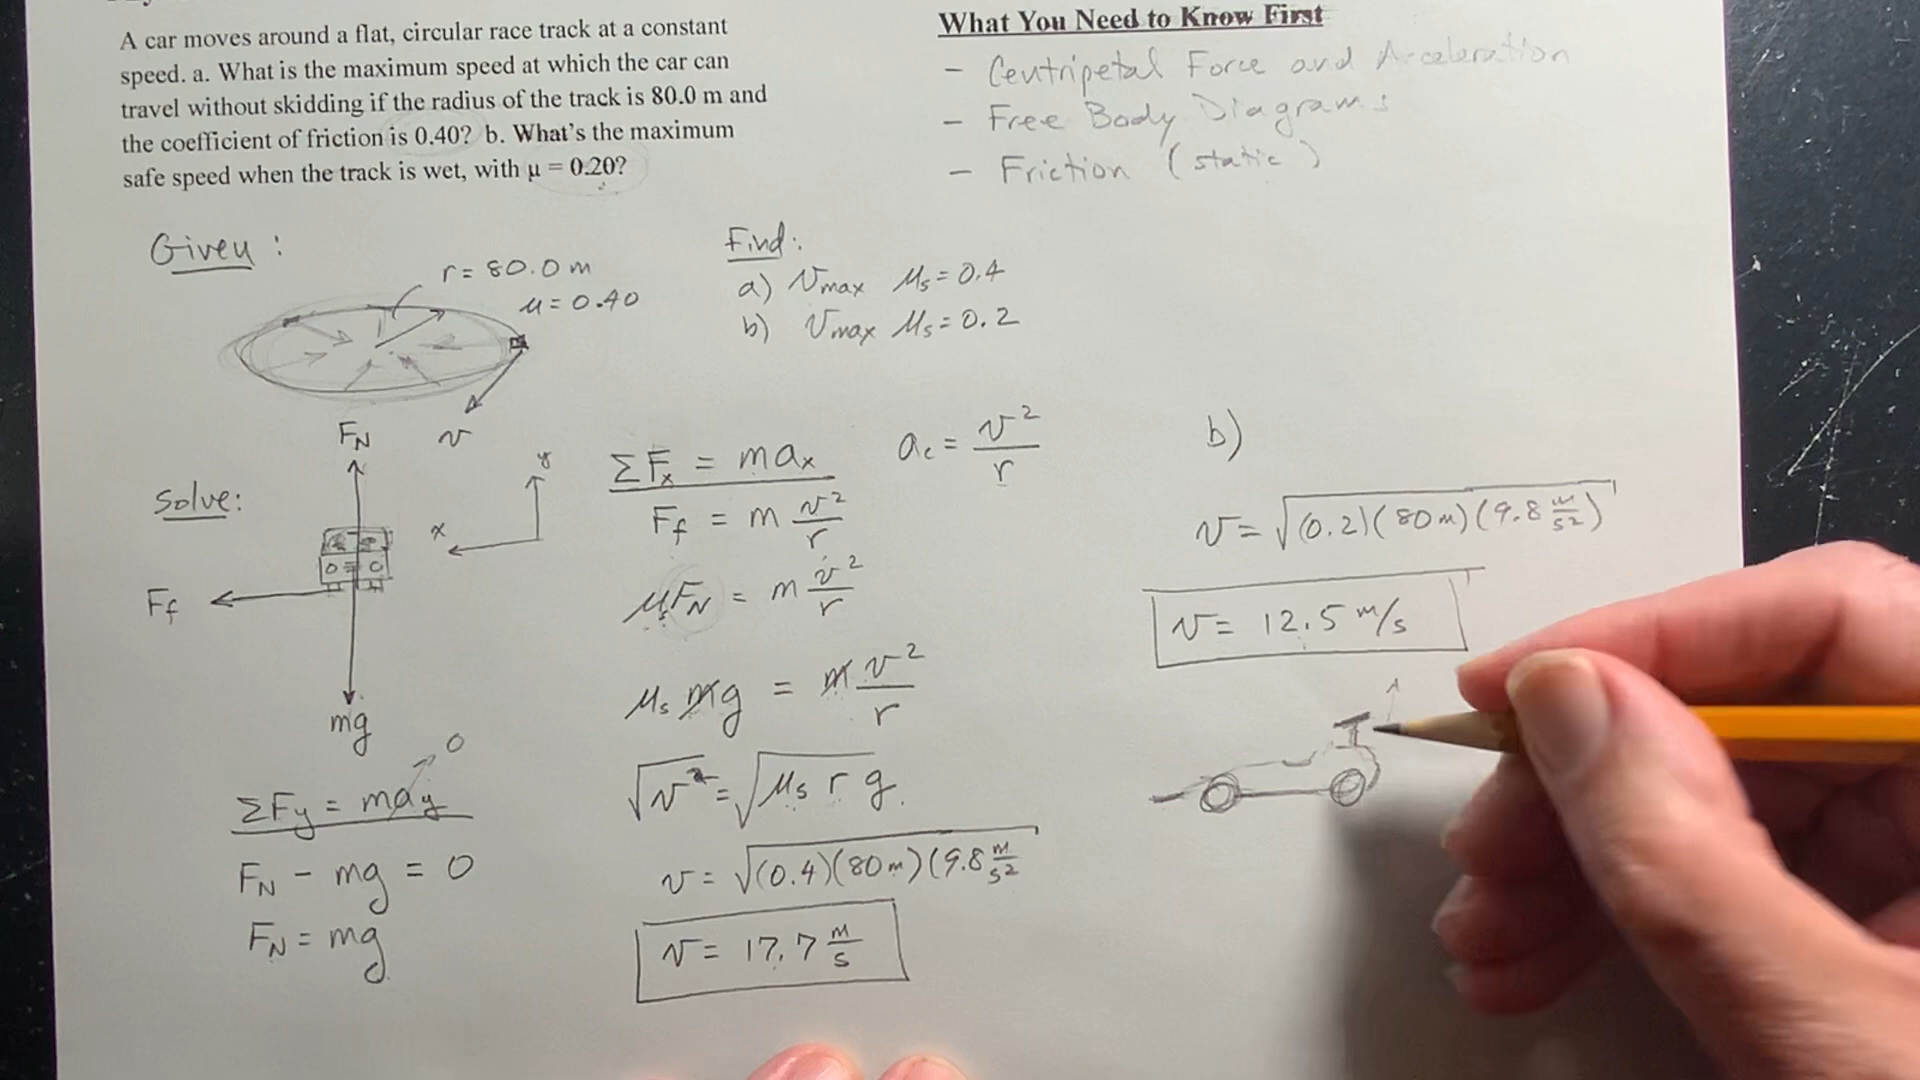 A car moves around a flat, circular race track at a constant
speed. a. What is the maximum speed at which the car can
travel without skidding if the radius of the track is 80.0 m and
the coefficient of friction is 0.40? b. What's the maximum
safe speed when the track is wet, with μ = 0.20?
What You Need to Know First
- Centripetal Force and Acceleration
- Free Body Diagrams
- Friction (static)
Given:
r = 80.0 m
μ = 0.40
v
Find:
a) vmax μs = 0.4
b) vmax μs = 0.2
Solve:
FN
Ff
mg
y
x
ΣFy = may 0
FN - mg = 0
FN = mg
ΣFx = max
ac = v²/r
Ff = m v²/r
μsFN = m v²/r
μs mg = m v²/r
√v² = √μs r g
v = √(0.4)(80m)(9.8 m/s²
v = 17.7 m/s
b)
v = √(0.2)(80m)(9.8 m/s²)
v = 12.5 m/s